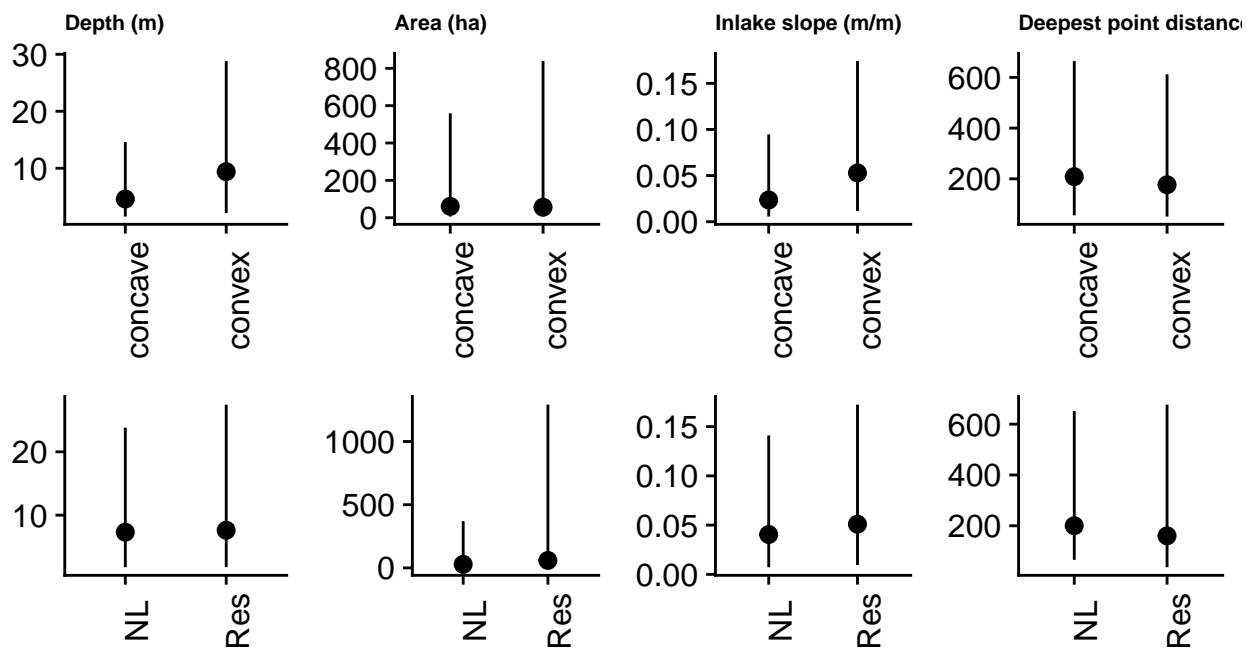 Depth (m)
Area (ha)
Inlake slope (m/m)
Deepest point distance
30
20
10
concave
convex
800
600
400
200
0
concave
convex
0.15
0.10
0.05
0.00
concave
convex
600
400
200
concave
convex
20
10
NL
Res
1000
500
0
NL
Res
0.15
0.10
0.05
0.00
NL
Res
600
400
200
NL
Res